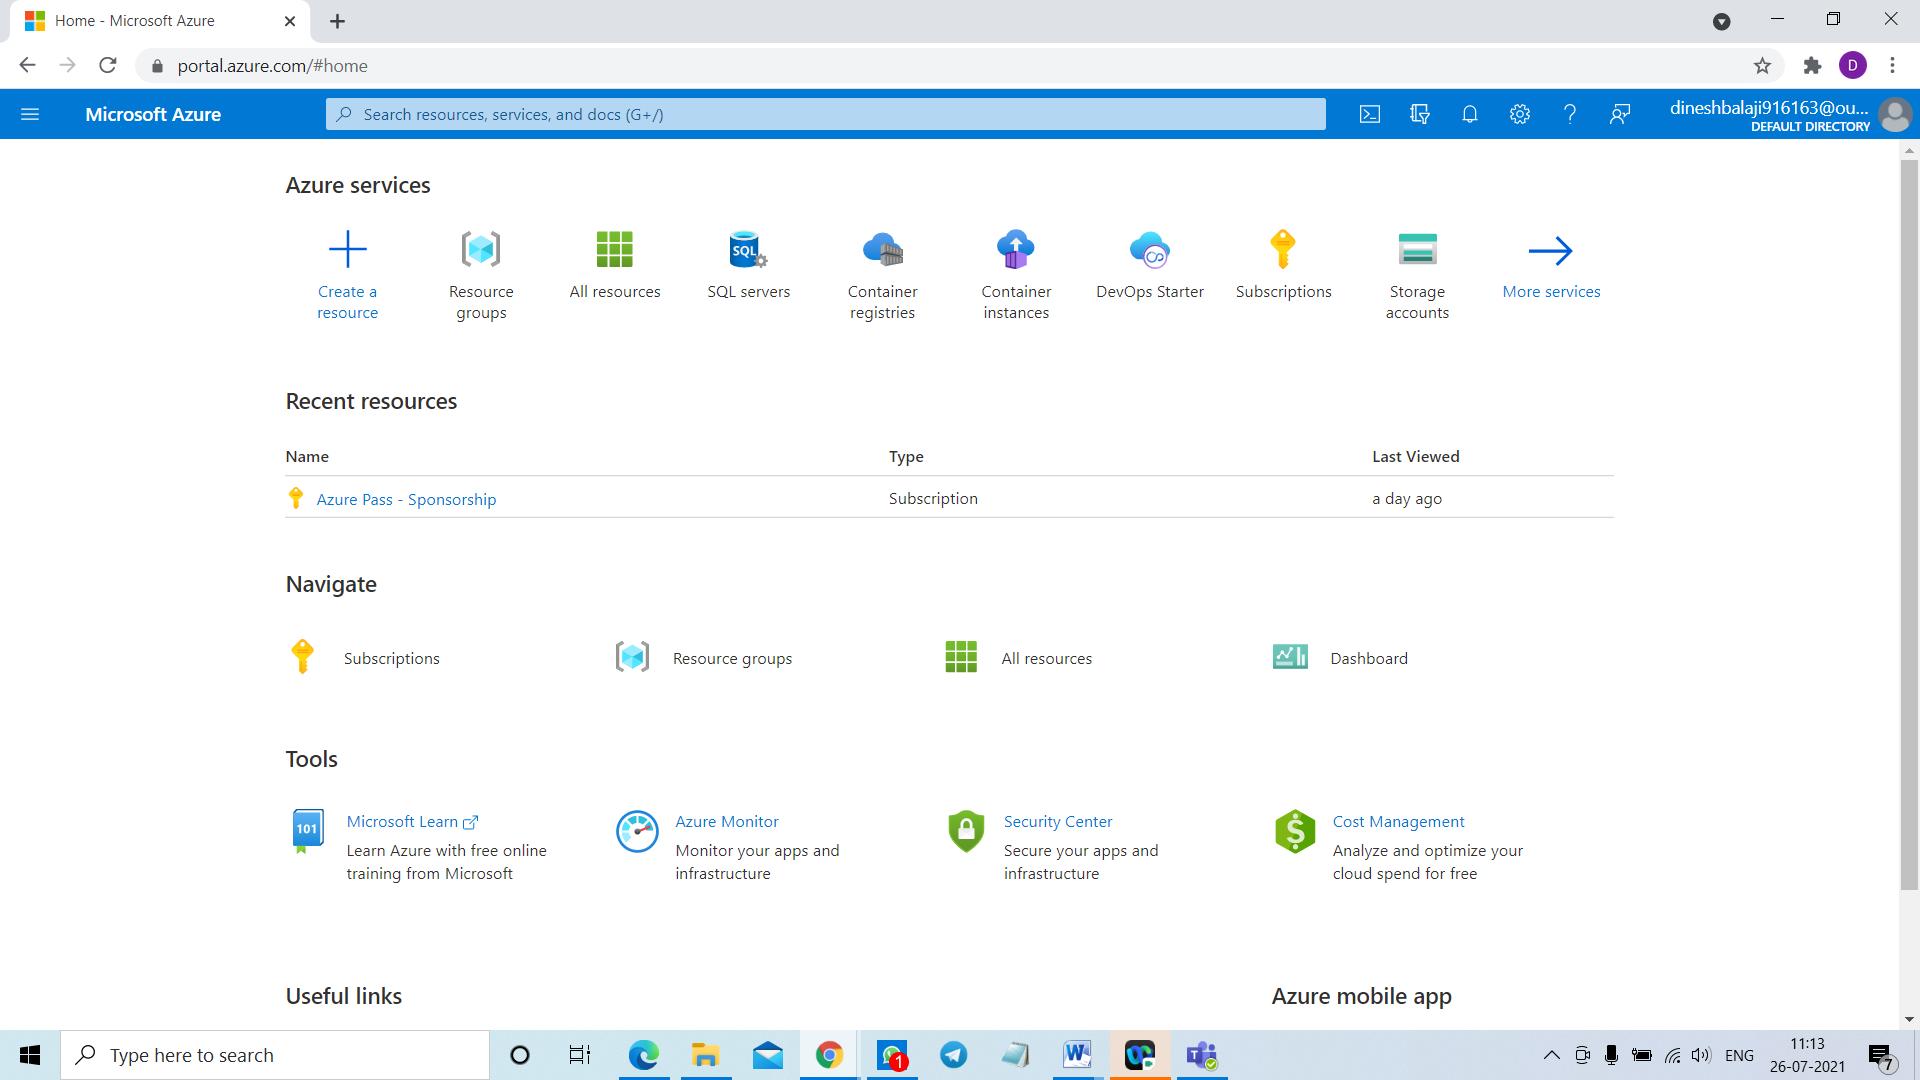 Home - Microsoft Azure
portal.azure.com/#home
D
Microsoft Azure
Search resources, services, and docs (G+/)
dineshbalaji916163@ou...
DEFAULT DIRECTORY
Azure services
Create a
resource
Resource
groups
All resources
SQL
SQL servers
Container
registries
Container
instances
DevOps Starter
Subscriptions
Storage
accounts
More services
Recent resources
Name Type Last Viewed
Azure Pass - Sponsorship Subscription a day ago
Navigate
Subscriptions
Resource groups
All resources
Dashboard
Tools
101
Microsoft Learn
Learn Azure with free online
training from Microsoft
Azure Monitor
Monitor your apps and
infrastructure
Security Center
Secure your apps and
infrastructure
Cost Management
Analyze and optimize your
cloud spend for free
Useful links
Azure mobile app
Type here to search
1
ENG
11:13
26-07-2021
7